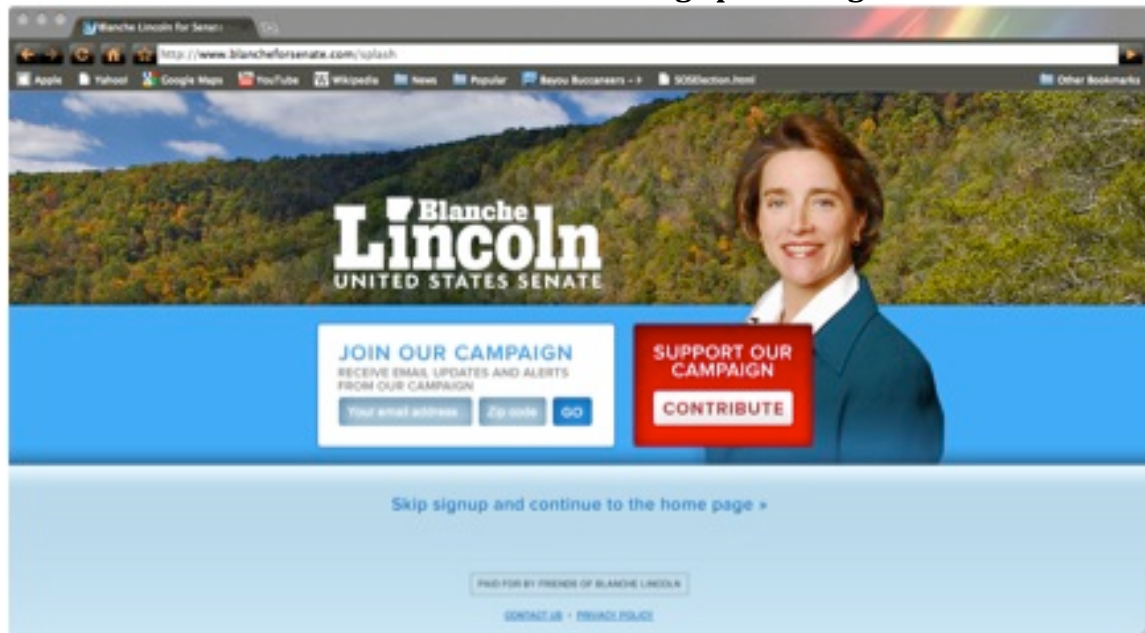 Blanche Lincoln for Senat
http://www.blancheforsenate.com/splash
Apple Yahoo! Google Maps YouTube Wikipedia News Popular Bayou Buccaneers --> SOSElection.html Other Bookmarks
Blanche
Lincoln
UNITED STATES SENATE
JOIN OUR CAMPAIGN
RECEIVE EMAIL UPDATES AND ALERTS
FROM OUR CAMPAIGN
Your email address Zip code GO
SUPPORT OUR
CAMPAIGN
CONTRIBUTE
Skip signup and continue to the home page »
PAID FOR BY FRIENDS OF BLANCHE LINCOLN
CONTACT US • PRIVACY POLICY